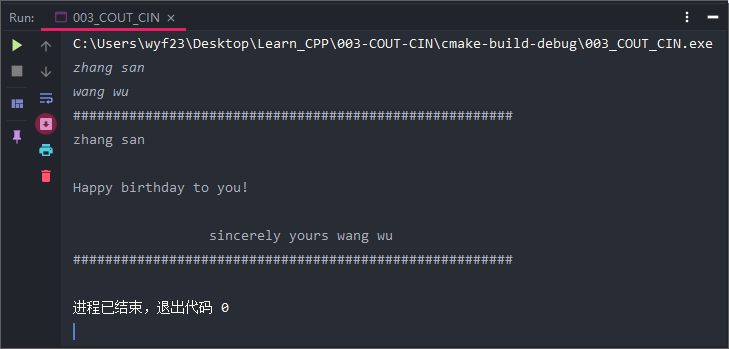 Run: 003_COUT_CIN
C:\Users\wyf23\Desktop\Learn_CPP\003-COUT-CIN\cmake-build-debug\003_COUT_CIN.exe
zhang san
wang wu
#######################################################
zhang san
Happy birthday to you!
sincerely yours wang wu
#######################################################
进程已结束，退出代码 0